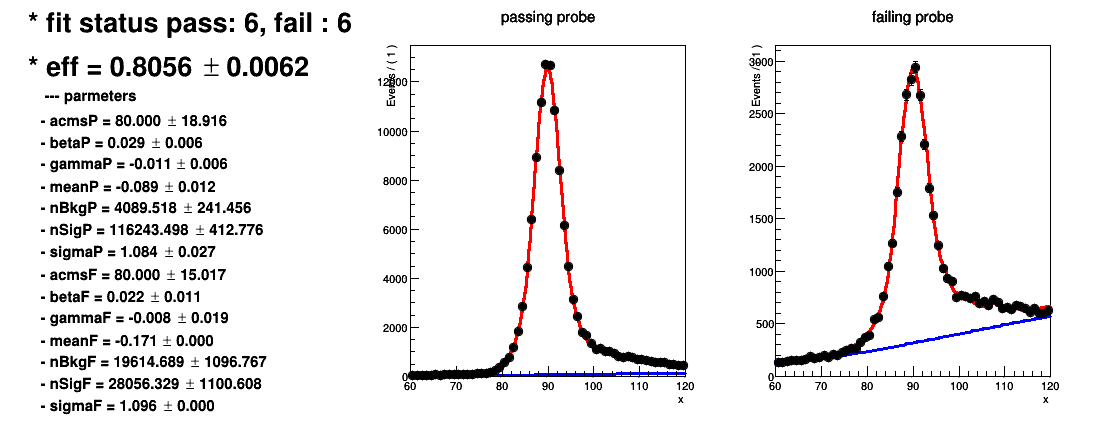 * fit status pass: 6, fail : 6
* eff = 0.8056 ± 0.0062
--- parmeters
- acmsP = 80.000 ± 18.916
- betaP = 0.029 ± 0.006
- gammaP = -0.011 ± 0.006
- meanP = -0.089 ± 0.012
- nBkgP = 4089.518 ± 241.456
- nSigP = 116243.498 ± 412.776
- sigmaP = 1.084 ± 0.027
- acmsF = 80.000 ± 15.017
- betaF = 0.022 ± 0.011
- gammaF = -0.008 ± 0.019
- meanF = -0.171 ± 0.000
- nBkgF = 19614.689 ± 1096.767
- nSigF = 28056.329 ± 1100.608
- sigmaF = 1.096 ± 0.000
passing probe
Events / ( 1 )
12000
10000
8000
6000
4000
2000
0
60 70 80 90 100 110 120
x
failing probe
Events / ( 1 )
3000
2500
2000
1500
1000
500
0
60 70 80 90 100 110 120
x